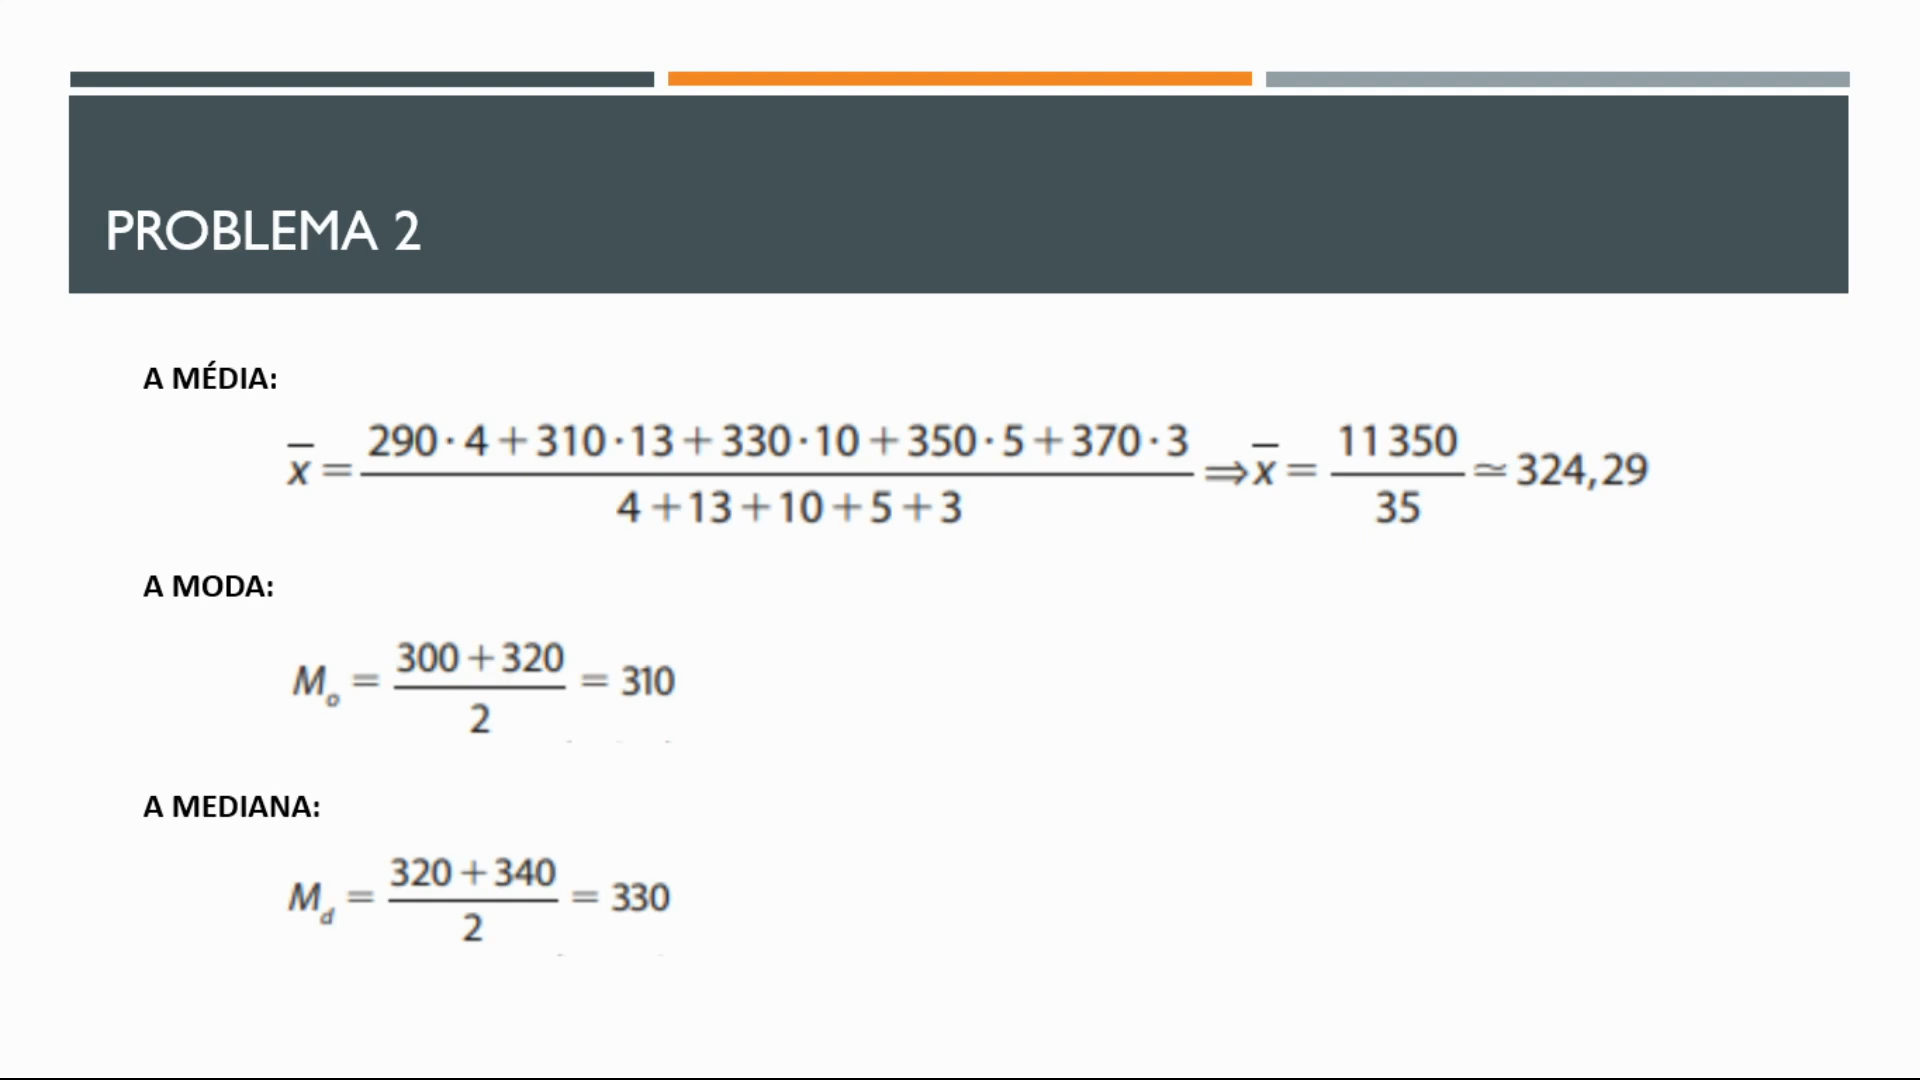 PROBLEMA 2
A MÉDIA:
x̄ = (290·4+310·13+330·10+350·5+370·3)/(4+13+10+5+3) ⇒ x̄ = 11 350/35 ≃ 324,29
A MODA:
Mₒ = (300+320)/2 = 310
A MEDIANA:
M_d = (320+340)/2 = 330